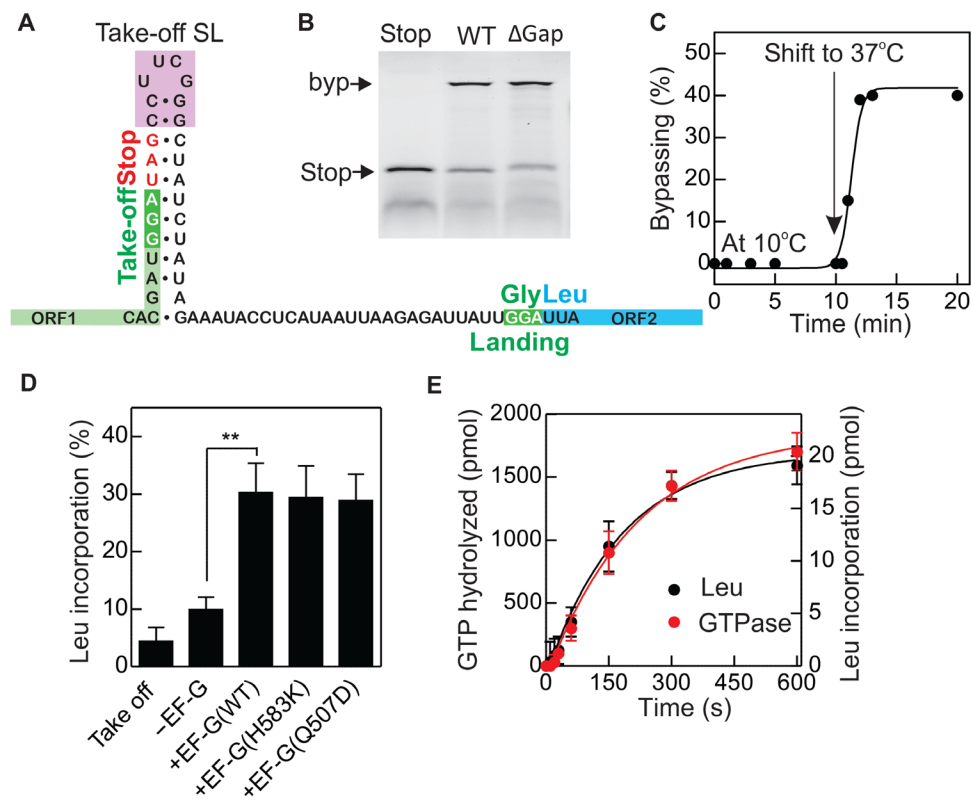 A
Take-off SL
U C
U G
C • G
C • G
G • C
A • U
U • A
A • U
G • C
G • U
U • A
A • U
G A
Stop
Take-off
GlyLeu
ORF1 CAC • GAAAUACCUCAUAAUUAAGAGAUUAUUGGAUUA ORF2
Landing
B
Stop WT ΔGap
byp
Stop
C
Bypassing (%)
50
40
30
20
10
0
Shift to 37°C
At 10°C
0 5 10 15 20
Time (min)
D
Leu incorporation (%)
40
30
20
10
0
**
Take off
–EF-G
+EF-G(WT)
+EF-G(H583K)
+EF-G(Q507D)
E
GTP hydrolyzed (pmol)
2000
1500
1000
500
0
Leu
GTPase
20
15
10
5
0
Leu incorporation (pmol)
0 150 300 450 600
Time (s)